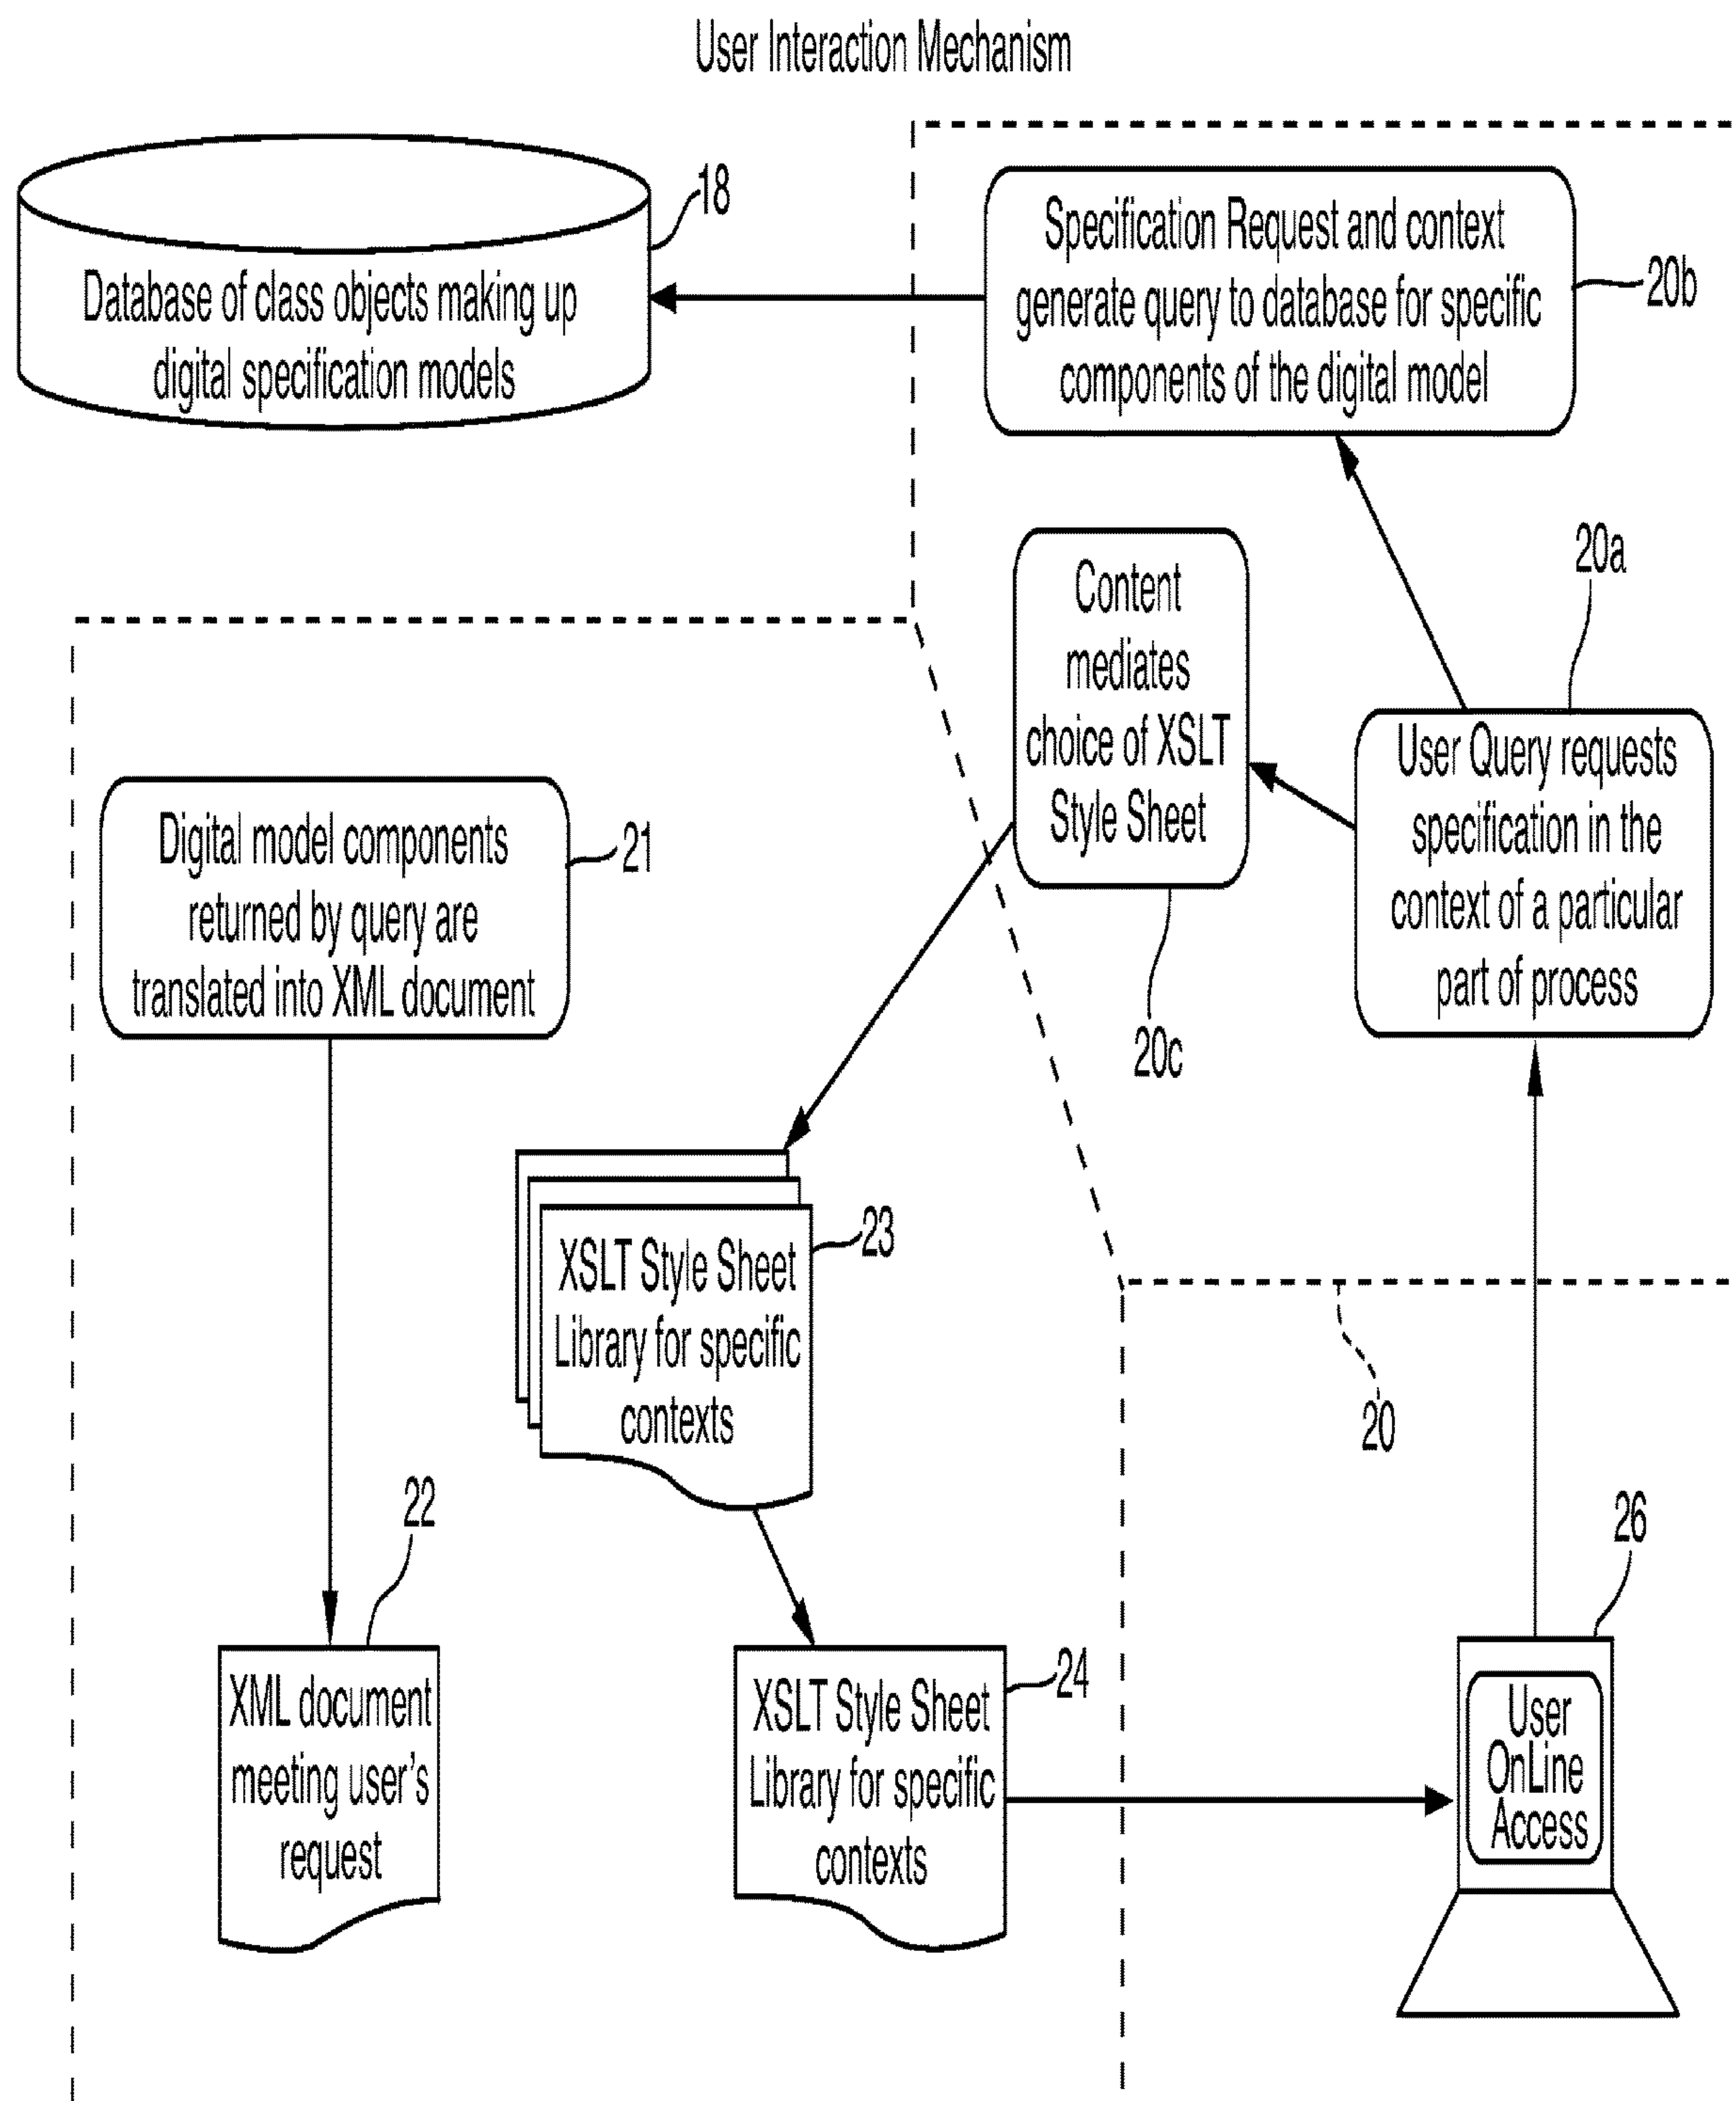 User Interaction Mechanism
18
Database of class objects making up
digital specification models
Specification Request and context
generate query to database for specific
components of the digital model
20b
20a
Content
mediates
choice of XSLT
Style Sheet
20c
User Query requests
specification in the
context of a particular
part of process
Digital model components
returned by query are
translated into XML document
21
XSLT Style Sheet
Library for specific
contexts
23
20
22
XML document
meeting user's
request
XSLT Style Sheet
Library for specific
contexts
24
26
User
OnLine
Access